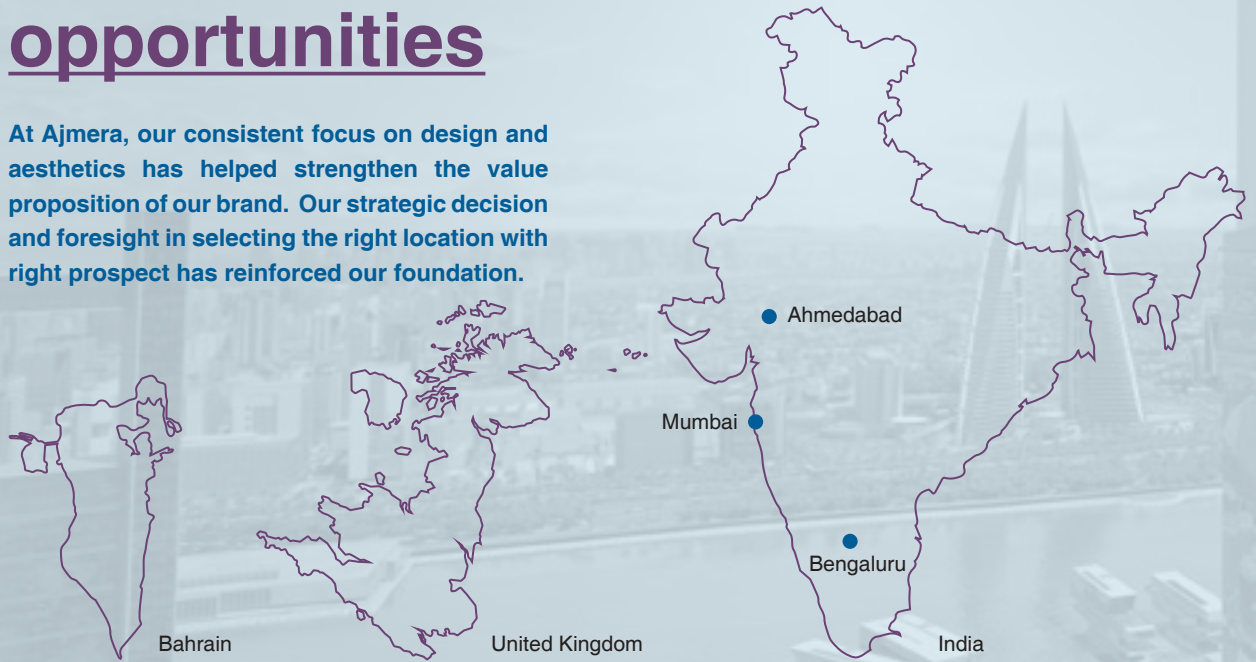 opportunities
At Ajmera, our consistent focus on design and
aesthetics has helped strengthen the value
proposition of our brand. Our strategic decision
and foresight in selecting the right location with
right prospect has reinforced our foundation.
Ahmedabad
Mumbai
Bengaluru
Bahrain
United Kingdom
India